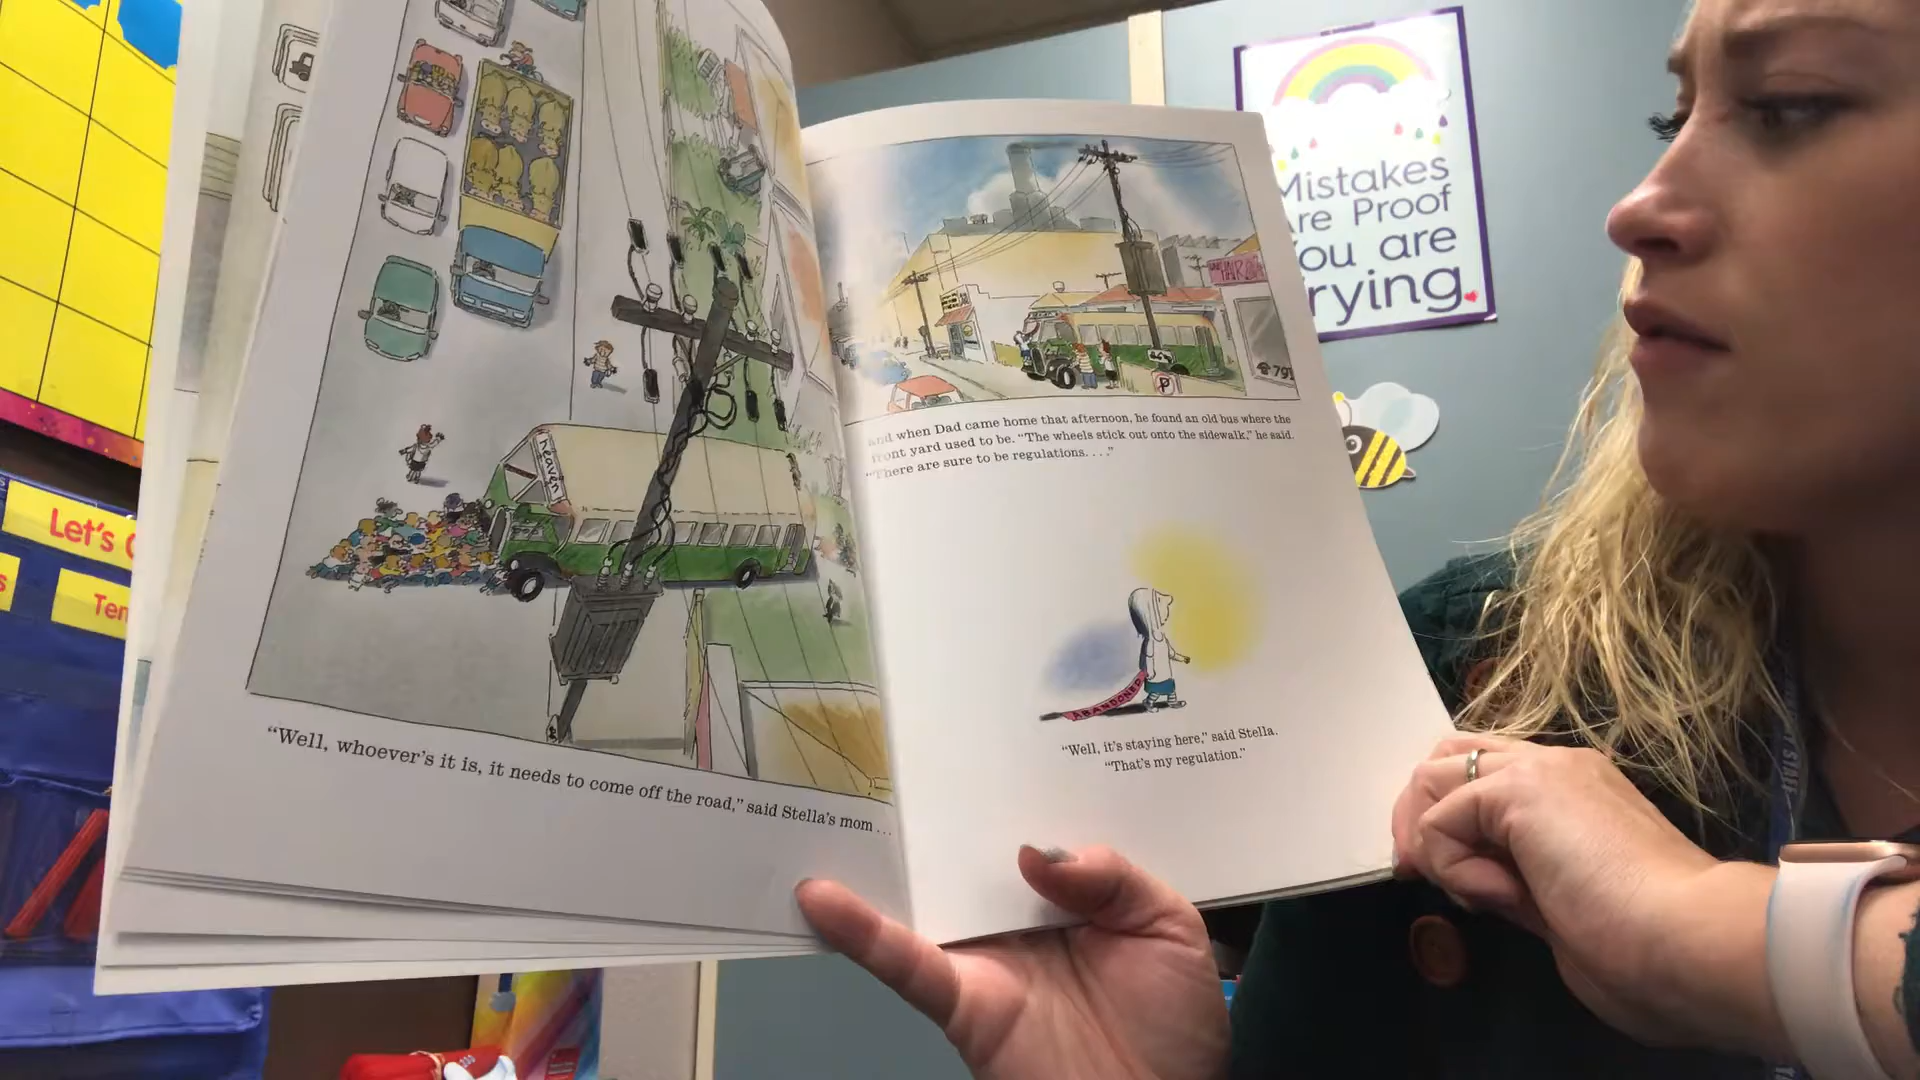 Let's
Ten
heaven
"Well, whoever's it is, it needs to come off the road," said Stella's mom . . .
HAIR
791
P
and when Dad came home that afternoon, he found an old bus where the
front yard used to be. "The wheels stick out onto the sidewalk," he said.
"There are sure to be regulations. . . ."
ABANDONED
"Well, it's staying here," said Stella.
"That's my regulation."
Mistakes
Are Proof
You are
Trying.
STAFF